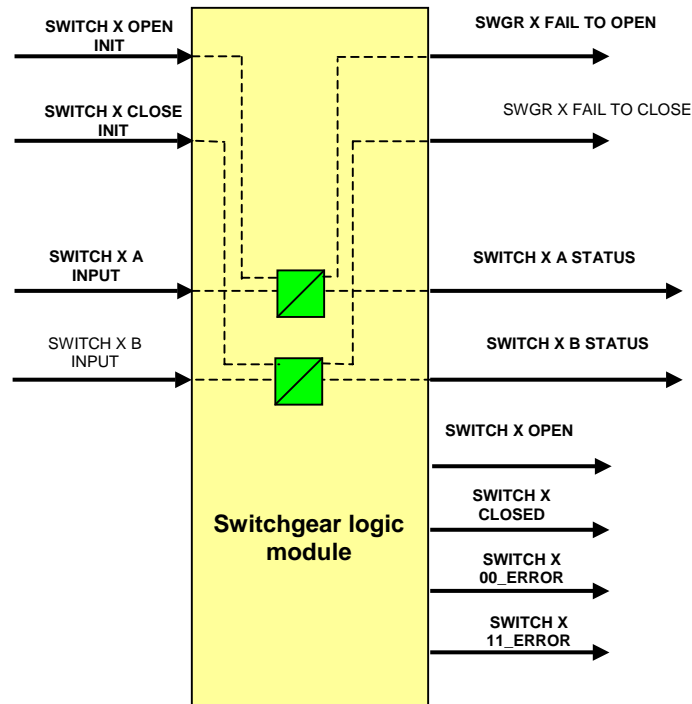 SWITCH X OPEN
INIT
SWGR X FAIL TO OPEN
SWITCH X CLOSE
INIT
SWGR X FAIL TO CLOSE
SWITCH X A
INPUT
SWITCH X A STATUS
SWITCH X B
INPUT
SWITCH X B STATUS
SWITCH X OPEN
SWITCH X
CLOSED
Switchgear logic
module
SWITCH X
00_ERROR
SWITCH X
11_ERROR